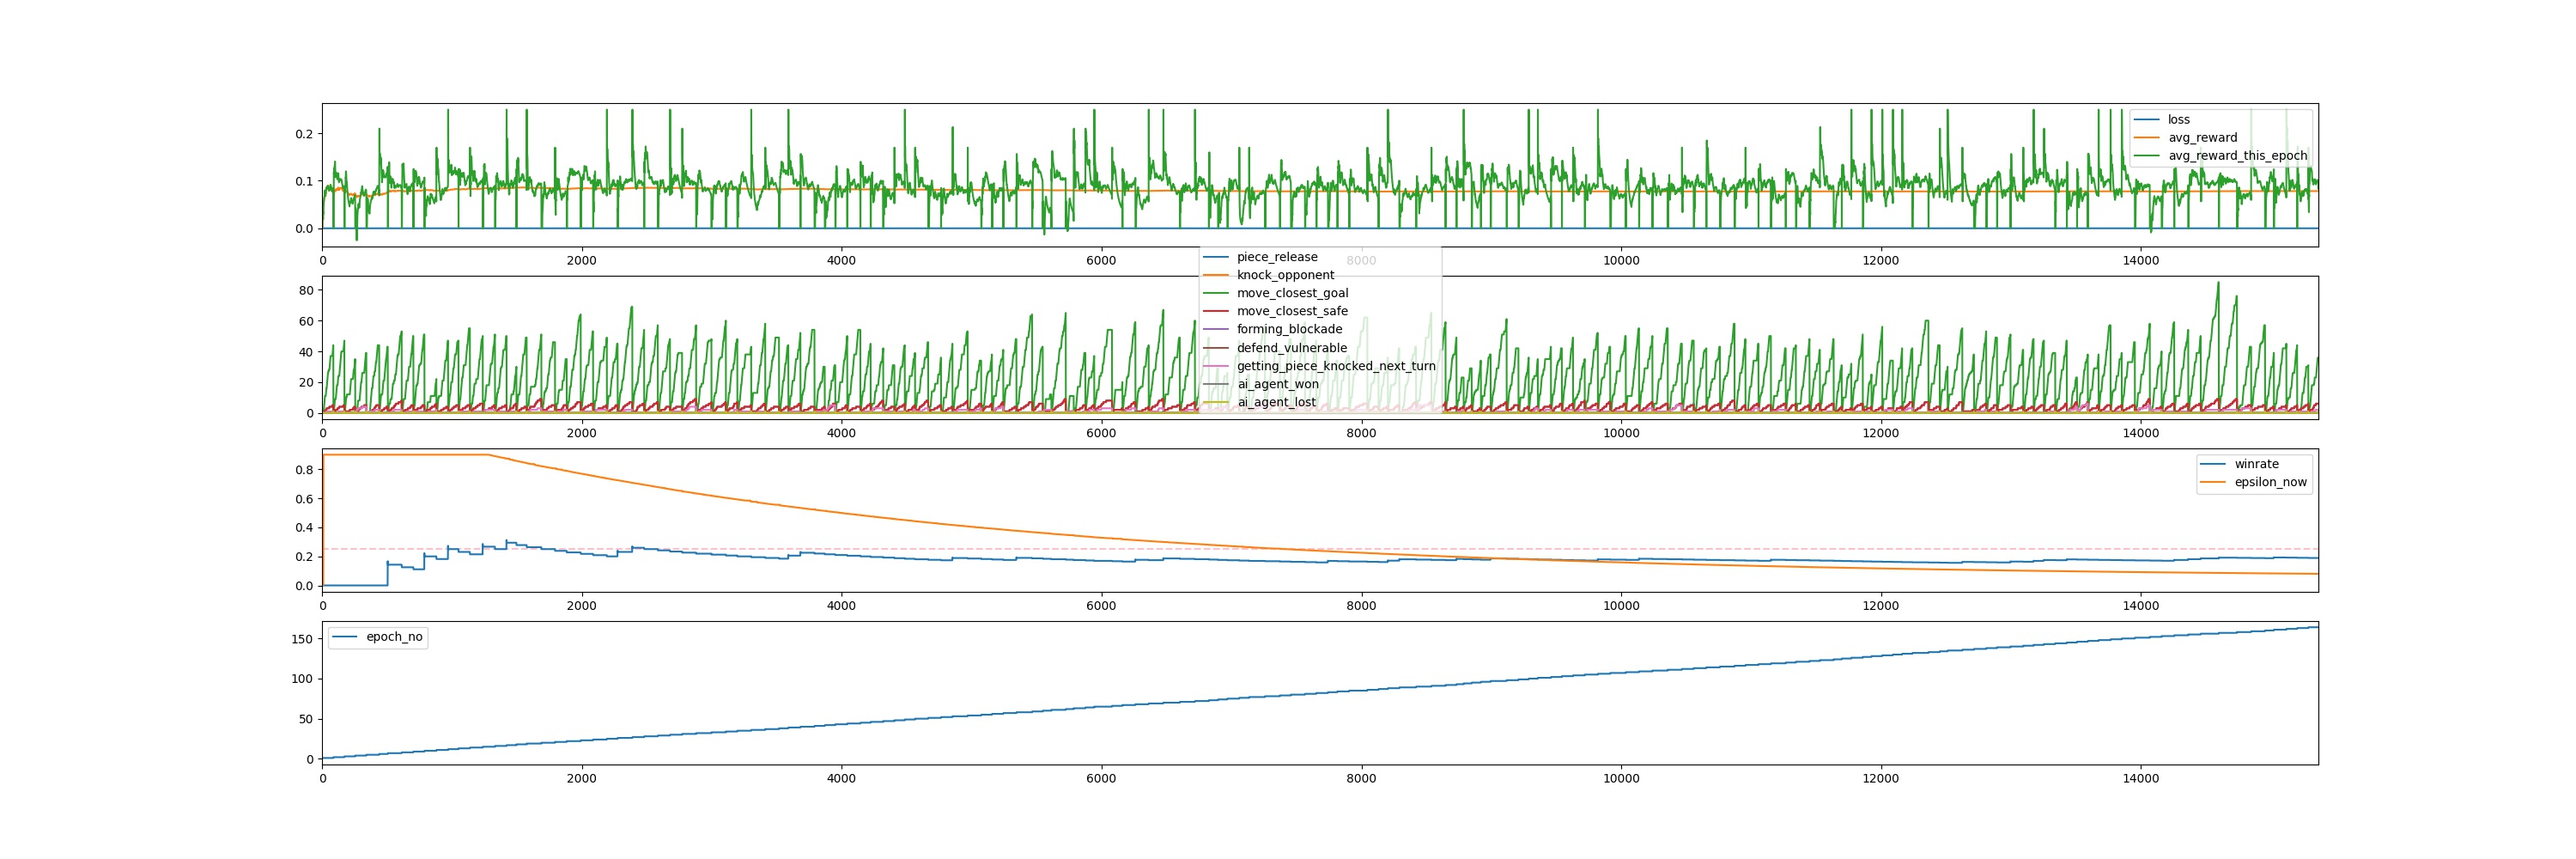 0.2
0.1
0.0
loss
avg_reward
avg_reward_this_epoch
0 2000 4000 6000 8000 10000 12000 14000
80
60
40
20
0
piece_release
knock_opponent
move_closest_goal
move_closest_safe
forming_blockade
defend_vulnerable
getting_piece_knocked_next_turn
ai_agent_won
ai_agent_lost
0 2000 4000 6000 8000 10000 12000 14000
0.8
0.6
0.4
0.2
0.0
winrate
epsilon_now
0 2000 4000 6000 8000 10000 12000 14000
150
100
50
0
epoch_no
0 2000 4000 6000 8000 10000 12000 14000